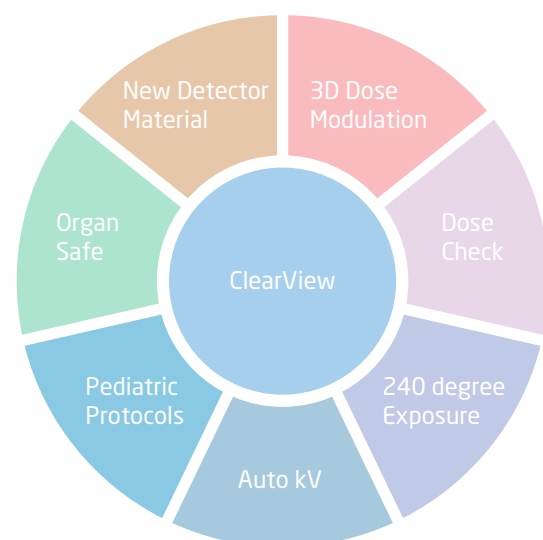 New Detector
Material
3D Dose
Modulation
Organ
Safe
Dose
Check
ClearView
Pediatric
Protocols
240 degree
Exposure
Auto kV